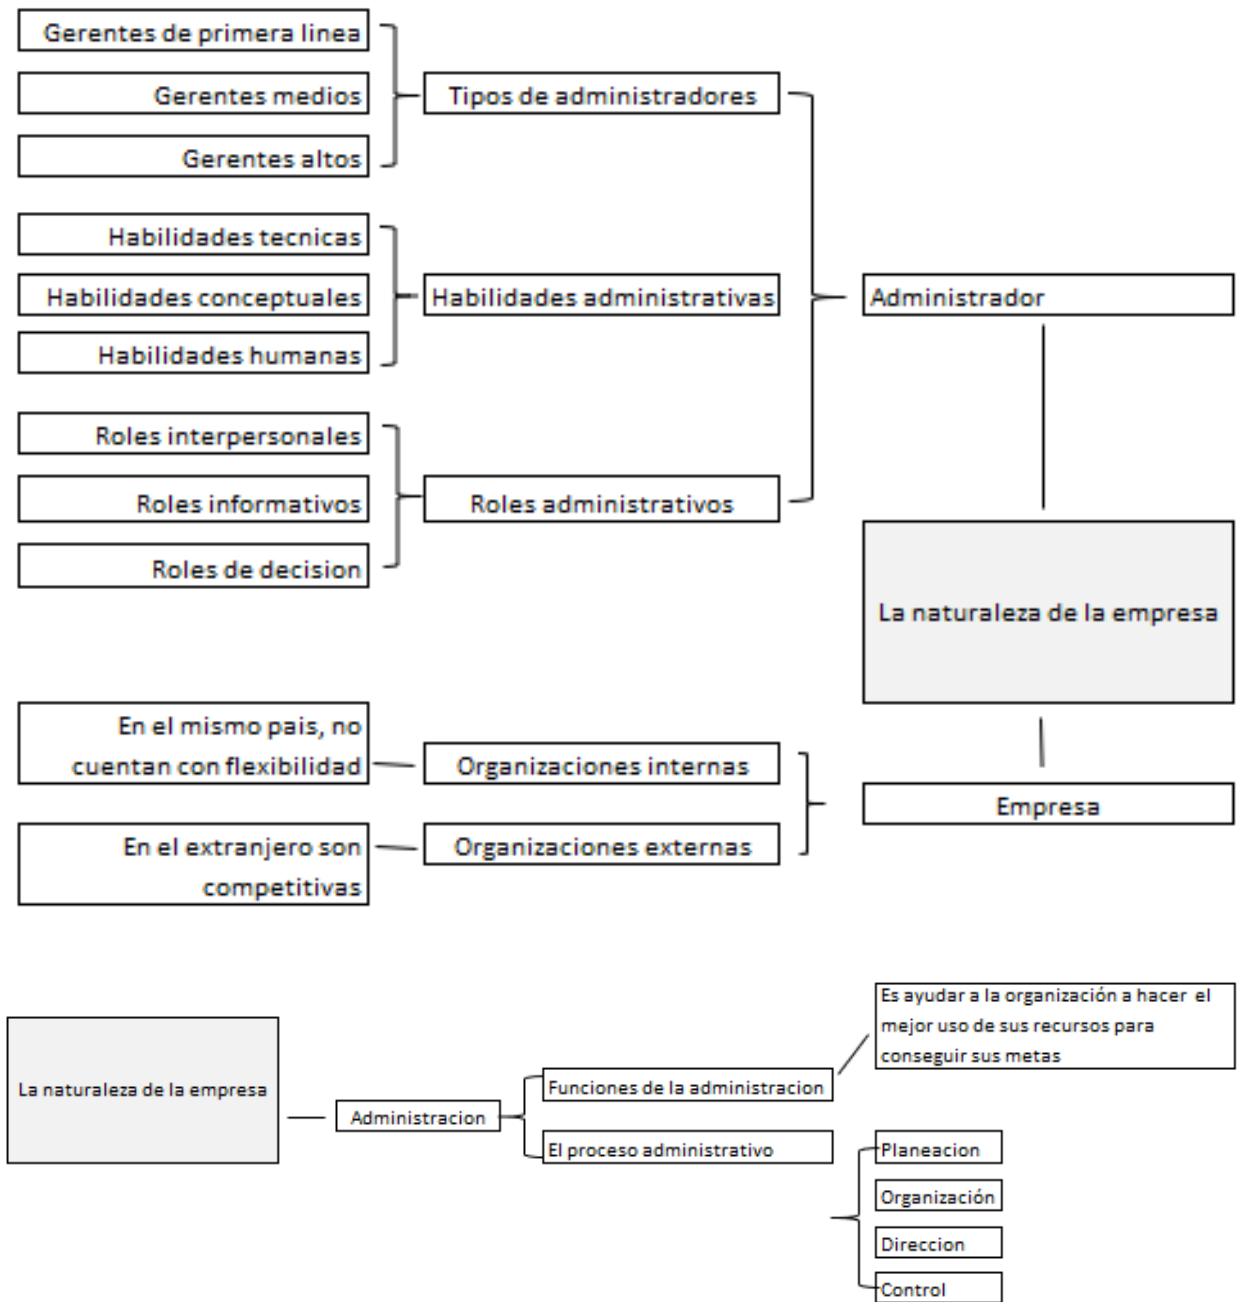 Gerentes de primera linea
Gerentes medios
Tipos de administradores
Gerentes altos
Habilidades tecnicas
Habilidades conceptuales
Habilidades administrativas
Administrador
Habilidades humanas
Roles interpersonales
Roles informativos
Roles administrativos
Roles de decision
La naturaleza de la empresa
En el mismo pais, no
cuentan con flexibilidad
Organizaciones internas
Empresa
En el extranjero son
competitivas
Organizaciones externas
Es ayudar a la organización a hacer el
mejor uso de sus recursos para
conseguir sus metas
La naturaleza de la empresa
Administracion
Funciones de la administracion
El proceso administrativo
Planeacion
Organización
Direccion
Control